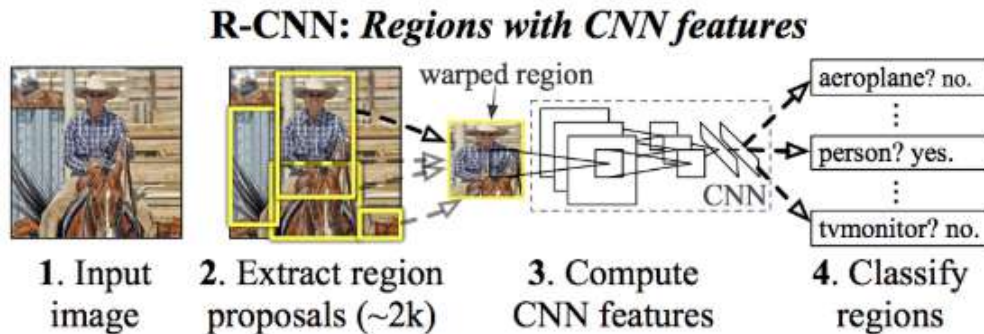 R-CNN: Regions with CNN features
warped region
aeroplane? no.
person? yes.
CNN
tvmonitor? no.
1. Input image
2. Extract region proposals (~2k)
3. Compute CNN features
4. Classify regions